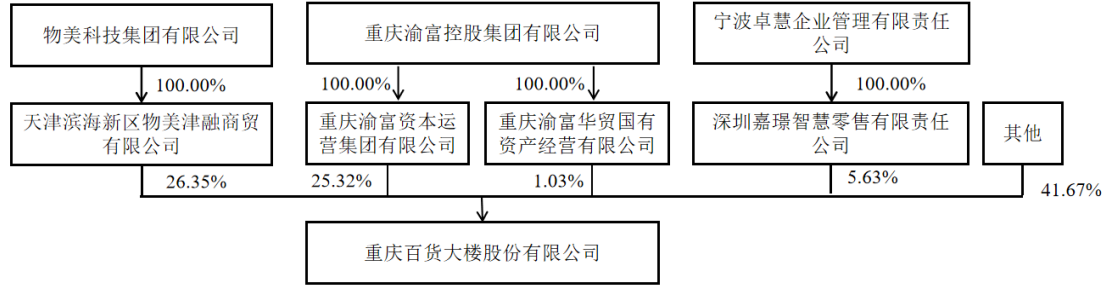 物美科技集团有限公司
重庆渝富控股集团有限公司
宁波卓慧企业管理有限责任
公司
100.00%
100.00%
100.00%
100.00%
天津滨海新区物美津融商贸
有限公司
重庆渝富资本运
营集团有限公司
重庆渝富华贸国有
资产经营有限公司
深圳嘉璟智慧零售有限责任
公司
其他
26.35%
25.32%
1.03%
5.63%
41.67%
重庆百货大楼股份有限公司